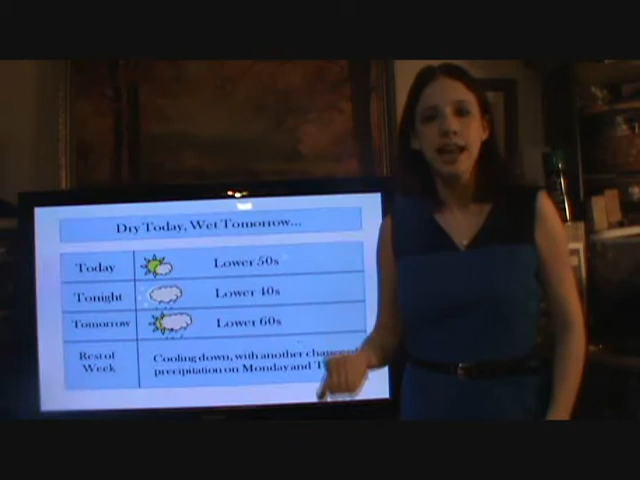 Dry Today, Wet Tomorrow...
Today Lower 50s
Tonight Lower 40s
Tomorrow Lower 60s
Rest of Week
Cooling down, with another chance of
precipitation on Monday and